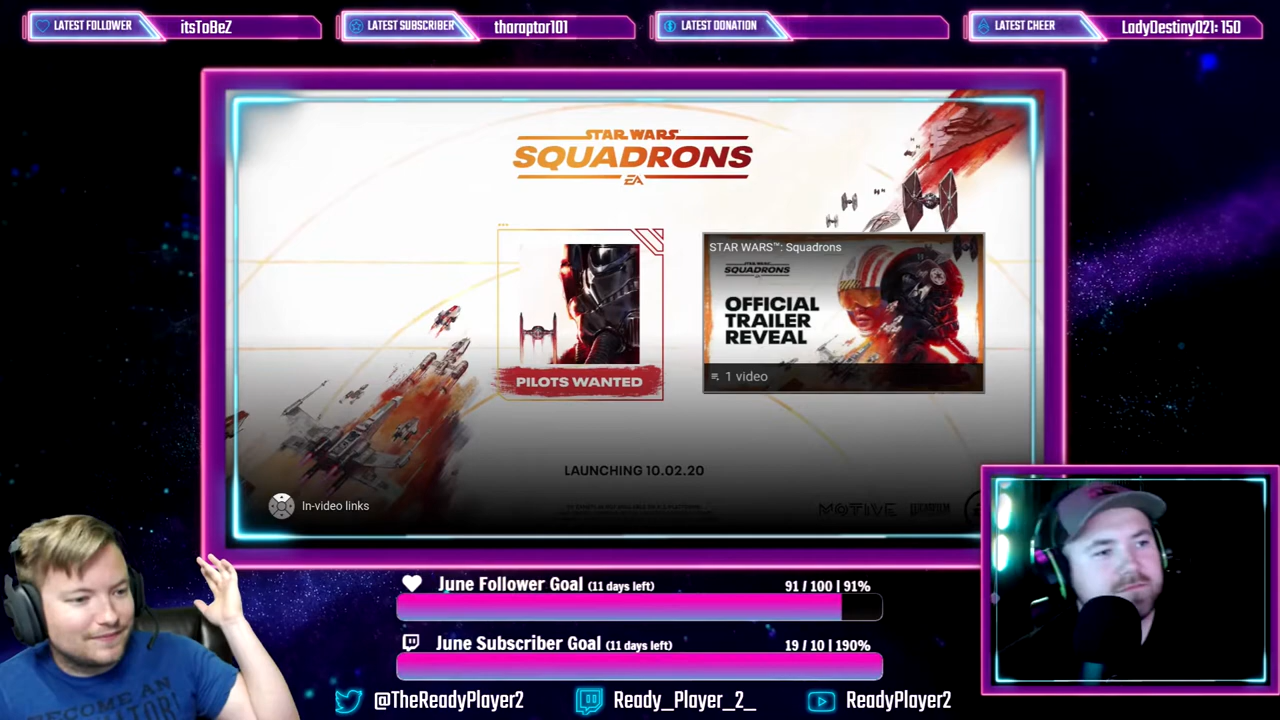 LATEST FOLLOWER
itsToBeZ
LATEST SUBSCRIBER
tharaptor101
LATEST DONATION
LATEST CHEER
LadyDestiny021: 150
STAR WARS
SQUADRONS
EA
PILOTS WANTED
STAR WARS™: Squadrons
STAR WARS
SQUADRONS
OFFICIAL
TRAILER
REVEAL
1 video
LAUNCHING 10.02.20
In-video links
MOTIVE
June Follower Goal (11 days left)
91 / 100 | 91%
June Subscriber Goal (11 days left)
19 / 10 | 190%
BECOME AN
@TheReadyPlayer2
Ready_Player_2_
ReadyPlayer2